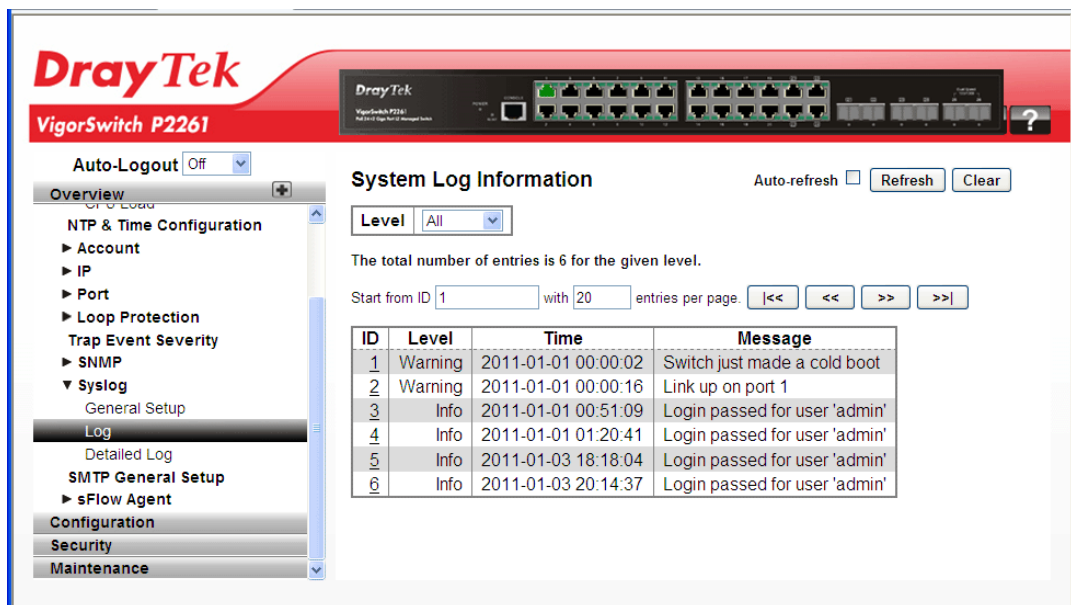 DrayTek
VigorSwitch P2261
DrayTek
VigorSwitch P2261
?
Auto-Logout Off
Overview
CPU Load
NTP & Time Configuration
► Account
► IP
► Port
► Loop Protection
Trap Event Severity
► SNMP
▼ Syslog
General Setup
Log
Detailed Log
SMTP General Setup
► sFlow Agent
Configuration
Security
Maintenance
System Log Information
Auto-refresh Refresh Clear
Level All
The total number of entries is 6 for the given level.
Start from ID 1 with 20 entries per page. |<< << >> >>|
ID Level Time Message
1 Warning 2011-01-01 00:00:02 Switch just made a cold boot
2 Warning 2011-01-01 00:00:16 Link up on port 1
3 Info 2011-01-01 00:51:09 Login passed for user 'admin'
4 Info 2011-01-01 01:20:41 Login passed for user 'admin'
5 Info 2011-01-03 18:18:04 Login passed for user 'admin'
6 Info 2011-01-03 20:14:37 Login passed for user 'admin'